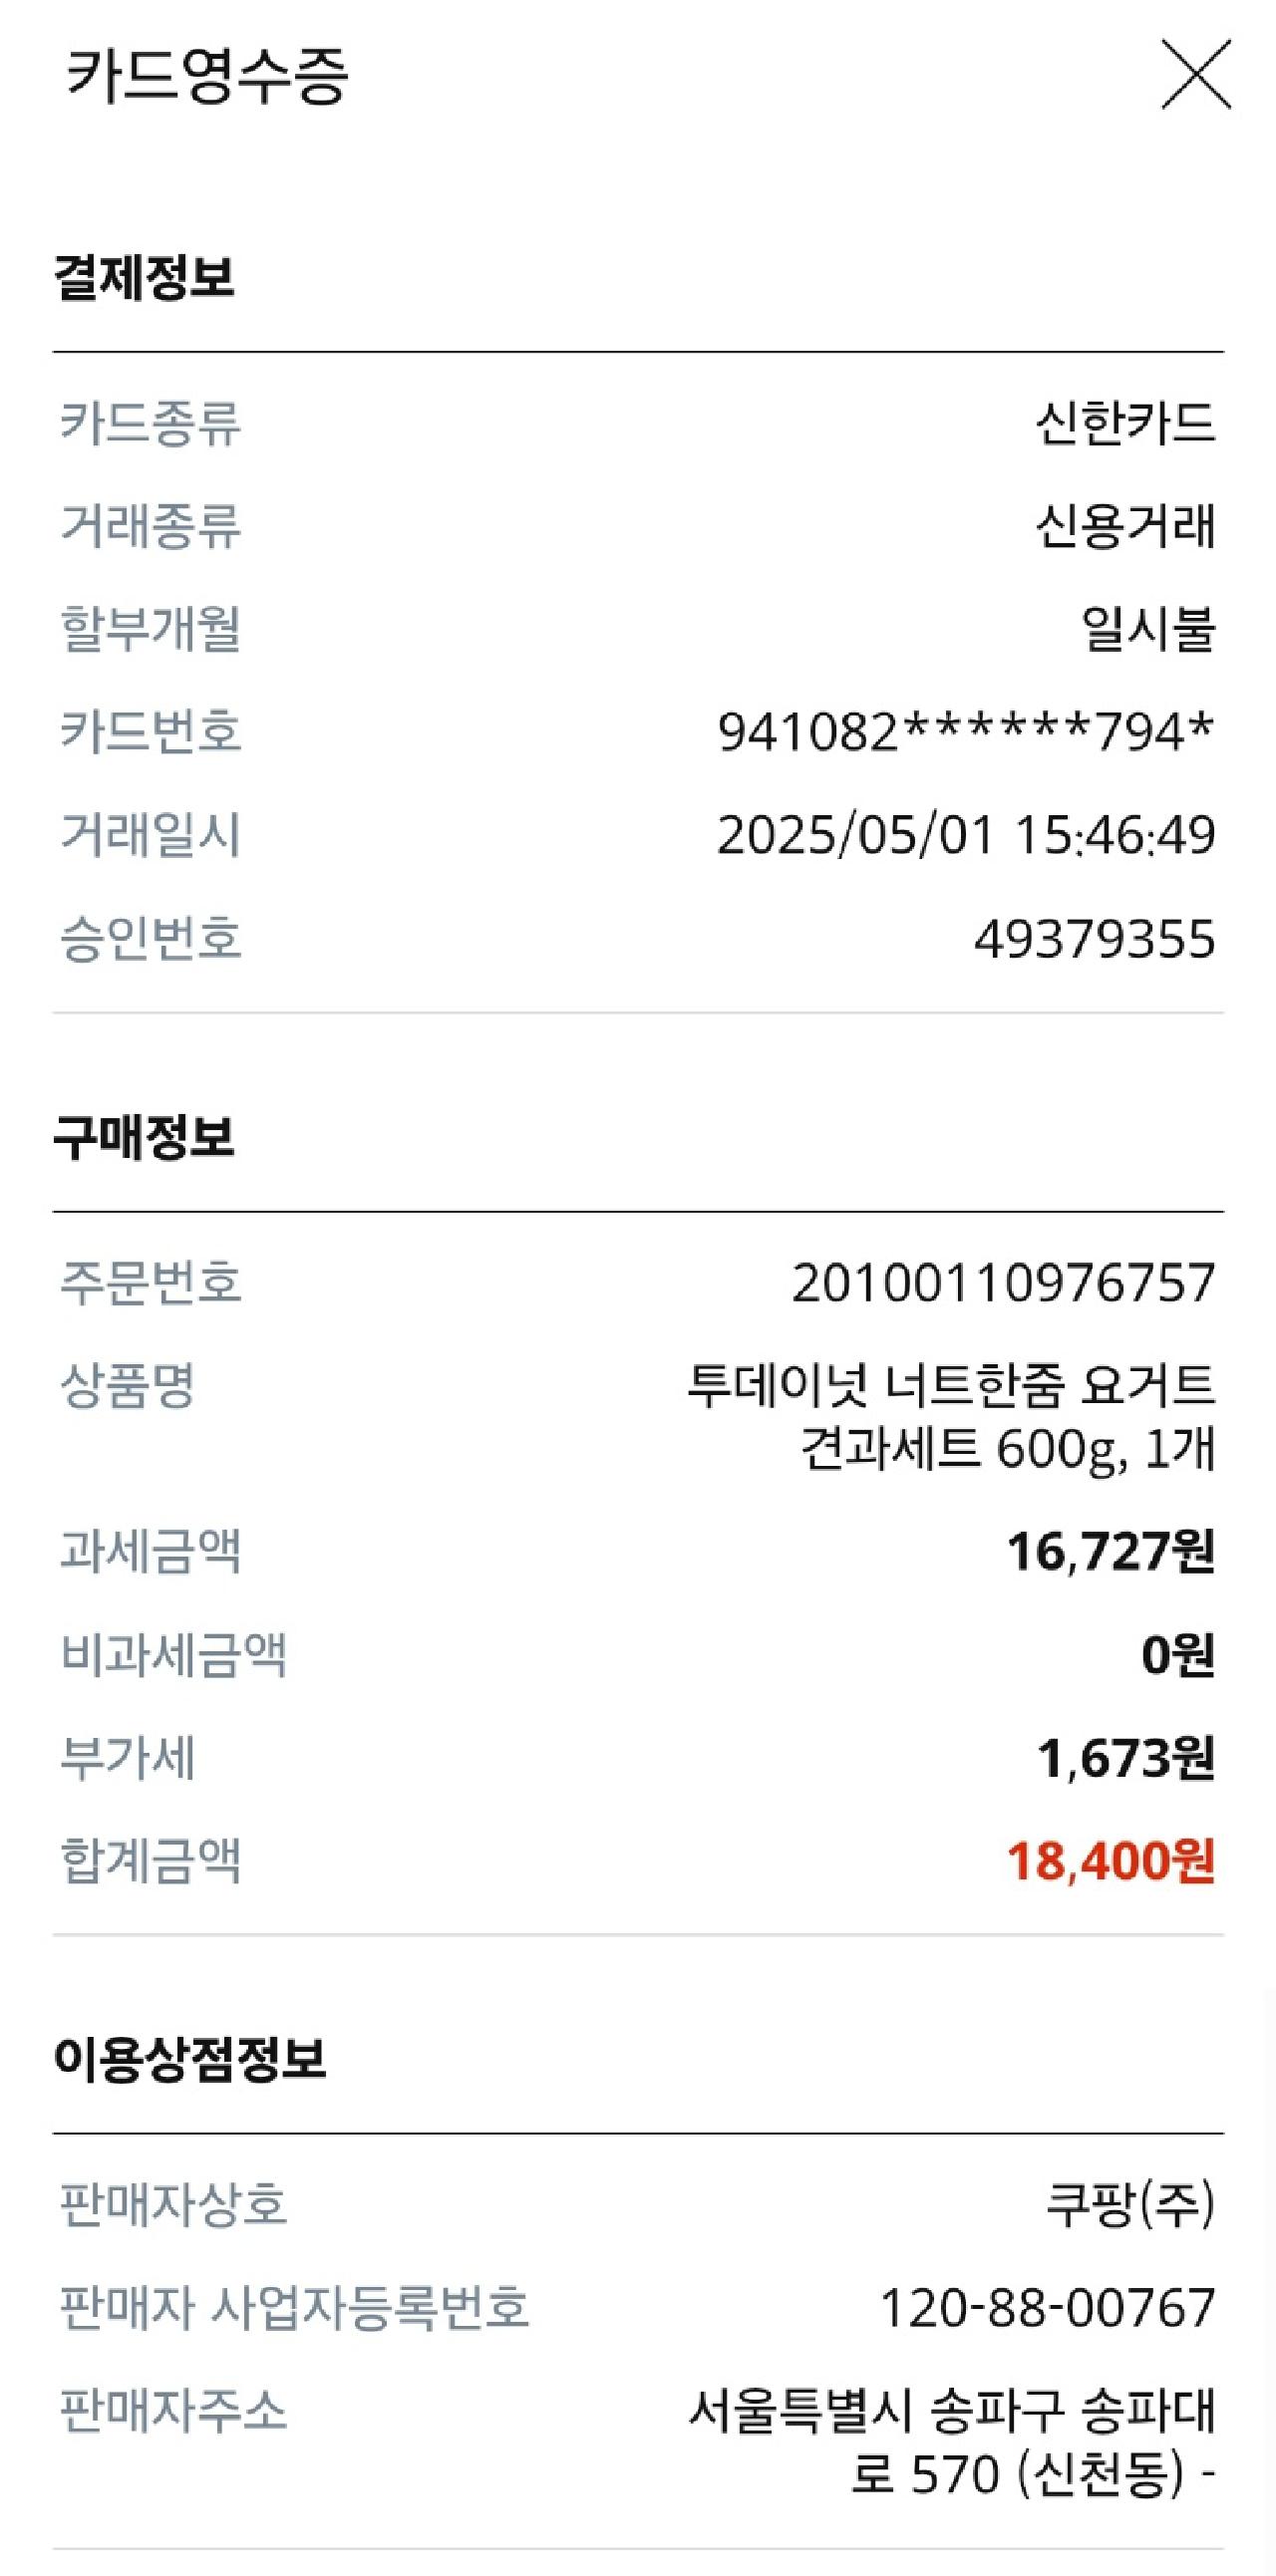 카드영수증
결제정보
카드종류 신한카드
거래종류 신용거래
할부개월 일시불
카드번호 941082******794*
거래일시 2025/05/01 15:46:49
승인번호 49379355
구매정보
주문번호 20100110976757
상품명 투데이넛 너트한줌 요거트
견과세트 600g, 1개
과세금액 16,727원
비과세금액 0원
부가세 1,673원
합계금액 18,400원
이용상점정보
판매자상호 쿠팡(주)
판매자 사업자등록번호 120-88-00767
판매자주소 서울특별시 송파구 송파대
로 570 (신천동) -